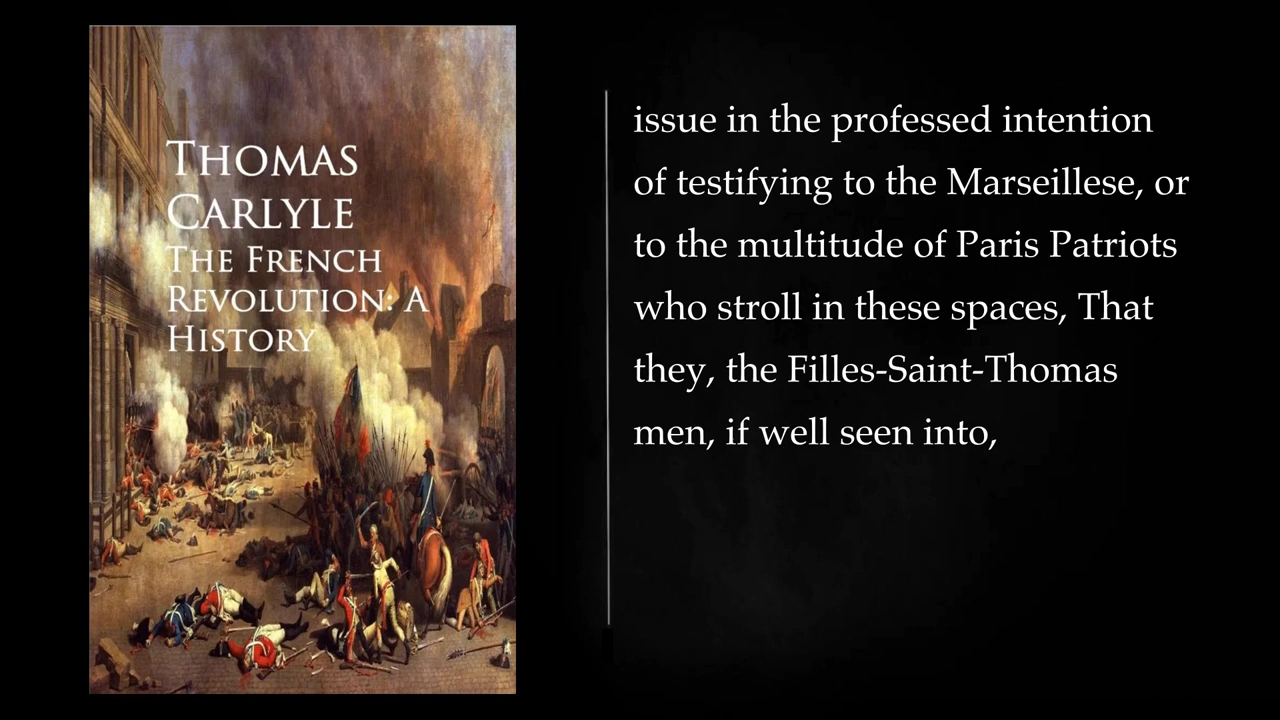 THOMAS
CARLYLE
THE FRENCH
REVOLUTION: A
HISTORY
issue in the professed intention
of testifying to the Marseillese, or
to the multitude of Paris Patriots
who stroll in these spaces, That
they, the Filles-Saint-Thomas
men, if well seen into,